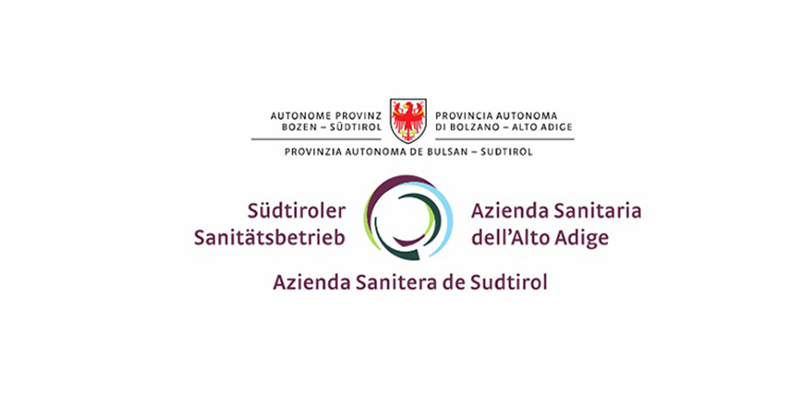 AUTONOME PROVINZ
BOZEN – SÜDTIROL
PROVINCIA AUTONOMA
DI BOLZANO – ALTO ADIGE
PROVINZIA AUTONOMA DE BULSAN – SUDTIROL
Südtiroler
Sanitätsbetrieb
Azienda Sanitaria
dell'Alto Adige
Azienda Sanitera de Sudtirol